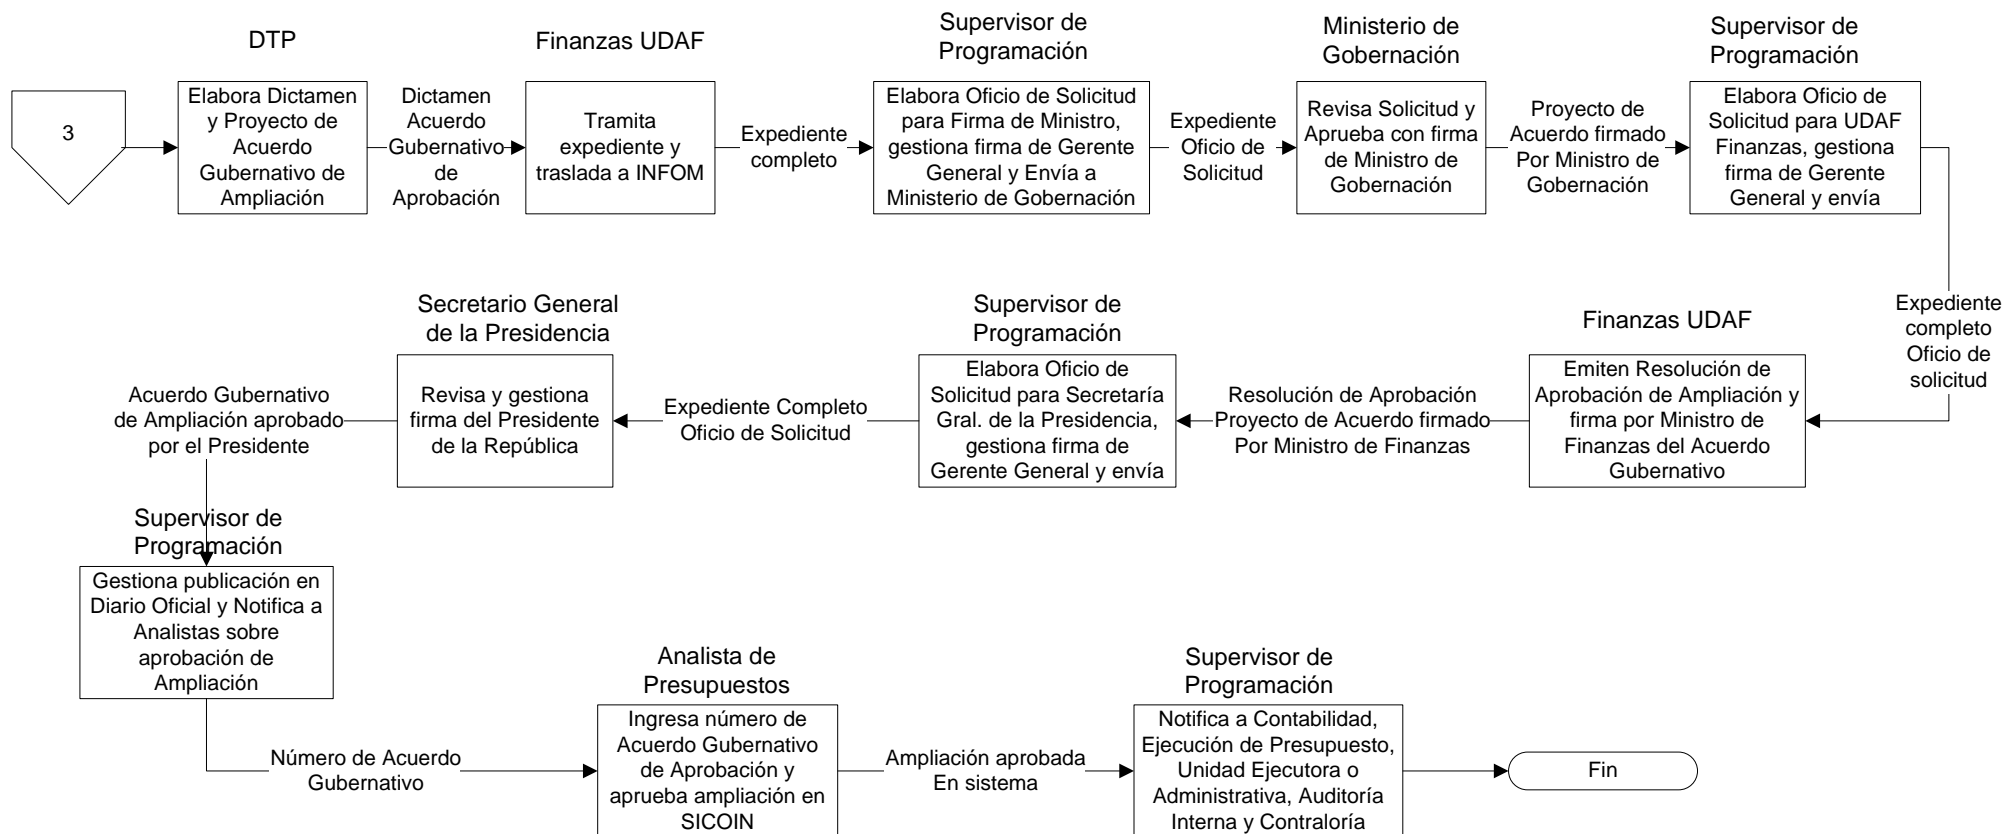 3
DTP
Elabora Dictamen
y Proyecto de
Acuerdo
Gubernativo de
Ampliación
Dictamen
Acuerdo
Gubernativo
de
Aprobación
Finanzas UDAF
Tramita
expediente y
traslada a INFOM
Expediente
completo
Supervisor de
Programación
Elabora Oficio de Solicitud
para Firma de Ministro,
gestiona firma de Gerente
General y Envía a
Ministerio de Gobernación
Expediente
Oficio de
Solicitud
Ministerio de
Gobernación
Revisa Solicitud y
Aprueba con firma
de Ministro de
Gobernación
Proyecto de
Acuerdo firmado
Por Ministro de
Gobernación
Supervisor de
Programación
Elabora Oficio de
Solicitud para UDAF
Finanzas, gestiona
firma de Gerente
General y envía
Expediente
completo
Oficio de
solicitud
Finanzas UDAF
Emiten Resolución de
Aprobación de Ampliación y
firma por Ministro de
Finanzas del Acuerdo
Gubernativo
Resolución de Aprobación
Proyecto de Acuerdo firmado
Por Ministro de Finanzas
Supervisor de
Programación
Elabora Oficio de
Solicitud para Secretaría
Gral. de la Presidencia,
gestiona firma de
Gerente General y envía
Expediente Completo
Oficio de Solicitud
Secretario General
de la Presidencia
Revisa y gestiona
firma del Presidente
de la República
Acuerdo Gubernativo
de Ampliación aprobado
por el Presidente
Supervisor de
Programación
Gestiona publicación en
Diario Oficial y Notifica a
Analistas sobre
aprobación de
Ampliación
Número de Acuerdo
Gubernativo
Analista de
Presupuestos
Ingresa número de
Acuerdo Gubernativo
de Aprobación y
aprueba ampliación en
SICOIN
Ampliación aprobada
En sistema
Supervisor de
Programación
Notifica a Contabilidad,
Ejecución de Presupuesto,
Unidad Ejecutora o
Administrativa, Auditoría
Interna y Contraloría
Fin